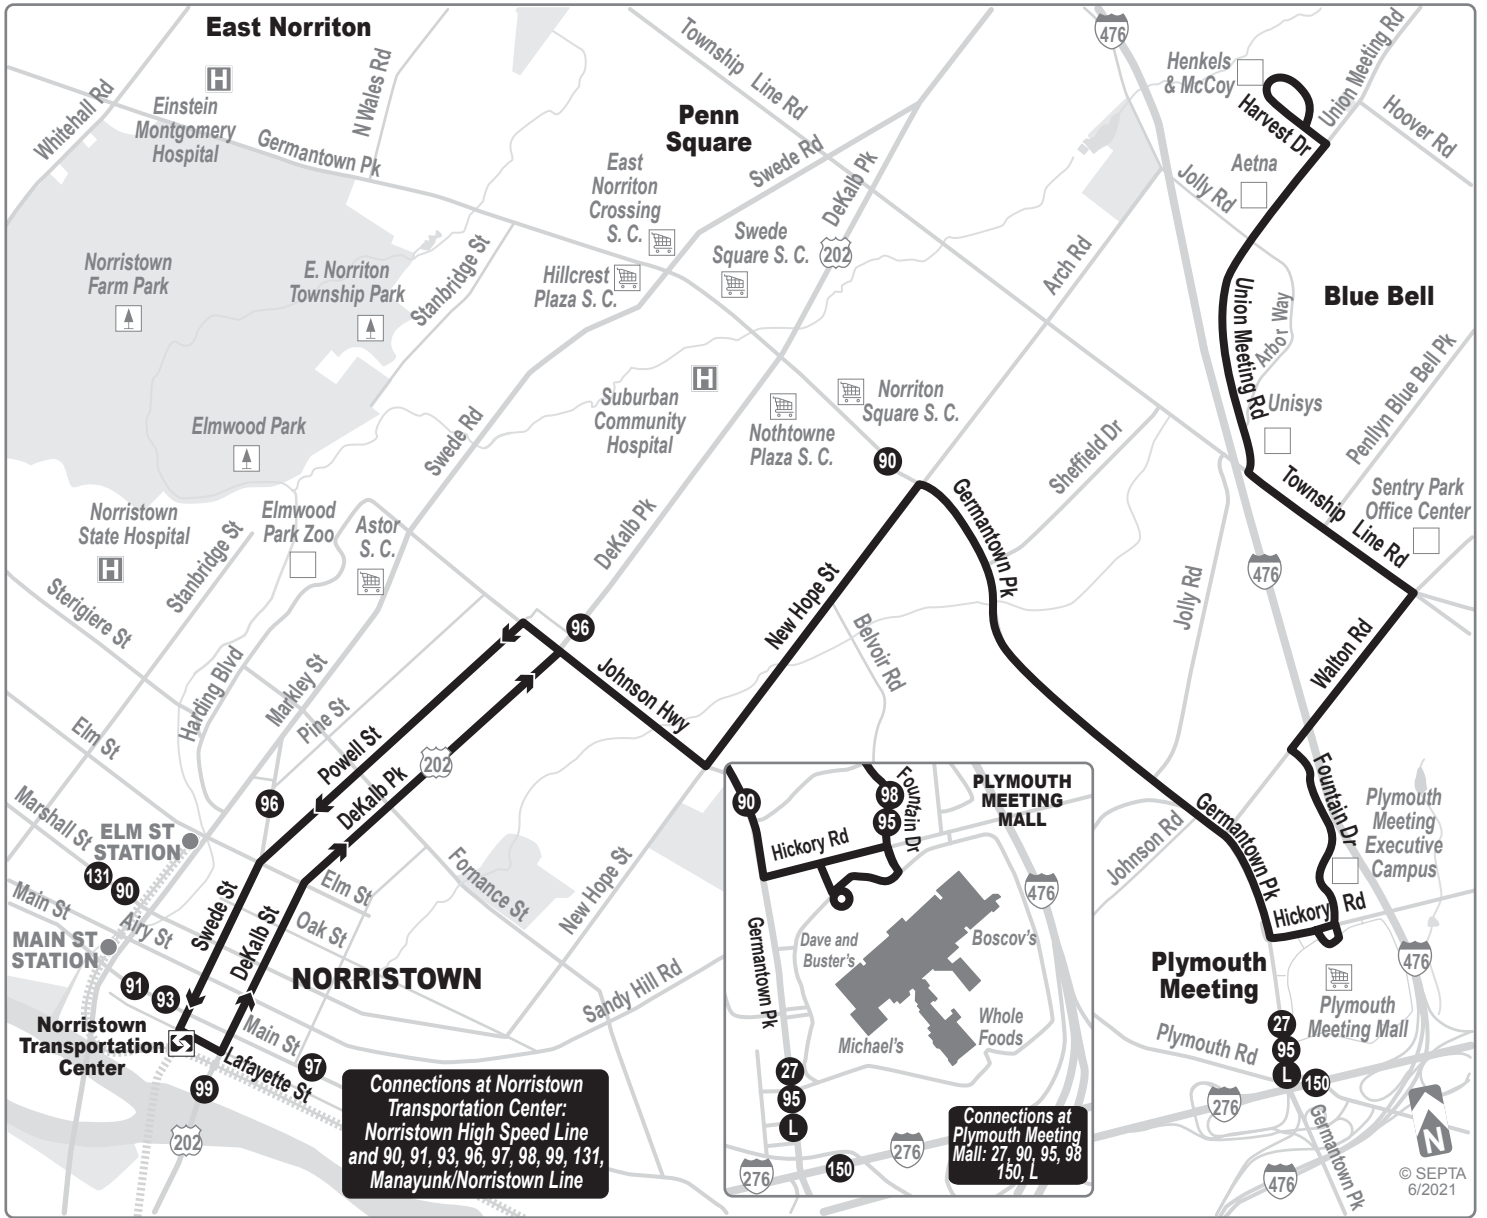 East Norriton
Whitehall Rd
N Wales Rd
Einstein
Montgomery
Hospital
Germantown Pk
Township Line Rd
Penn
Square
Swede Rd
DeKalb Pk
202
East
Norriton
Crossing
S. C.
Swede
Square S. C.
Hillcrest
Plaza S. C.
476
Henkels
& McCoy
Harvest Dr
Union Meeting Rd
Hoover Rd
Aetna
Jolly Rd
Arch Rd
Blue Bell
Union Meeting Rd
Arbor Way
Unisys
Penllyn Blue Bell Pk
Township Line Rd
Sentry Park
Office Center
Norristown
Farm Park
E. Norriton
Township Park
Stanbridge St
Elmwood Park
Swede Rd
Suburban
Community
Hospital
Nothtowne
Plaza S. C.
Norriton
Square S. C.
90
Sheffield Dr
Germantown Pk
Norristown
State Hospital
Stanbridge St
Elmwood
Park Zoo
Astor
S. C.
DeKalb Pk
Sterigiere St
96
New Hope St
Belvoir Rd
Jolly Rd
476
Walton Rd
Johnson Hwy
Harding Blvd
Markley St
Pine St
Powell St
202
DeKalb Pk
Elm St
96
Marshall St
ELM ST
STATION
131
90
Main St
Airy St
MAIN ST
STATION
Swede St
DeKalb St
Elm St
Oak St
Fornance St
New Hope St
Sandy Hill Rd
NORRISTOWN
91
93
Norristown
Transportation
Center
Main St
Lafayette St
97
99
202
Connections at Norristown
Transportation Center:
Norristown High Speed Line
and 90, 91, 93, 96, 97, 98, 99, 131,
Manayunk/Norristown Line
PLYMOUTH
MEETING
MALL
90
98
95
Fountain Dr
Hickory Rd
476
Germantown Pk
Dave and
Buster's
Boscov's
Whole
Foods
Michael's
27
95
L
150
276
276
Connections at
Plymouth Meeting
Mall: 27, 90, 95, 98
150, L
Johnson Rd
Germantown Pk
Fountain Dr
Plymouth
Meeting
Executive
Campus
Hickory Rd
476
Plymouth
Meeting
Plymouth
Meeting Mall
Plymouth Rd
27
95
L
150
276
Germantown Pk
476
N
© SEPTA
6/2021